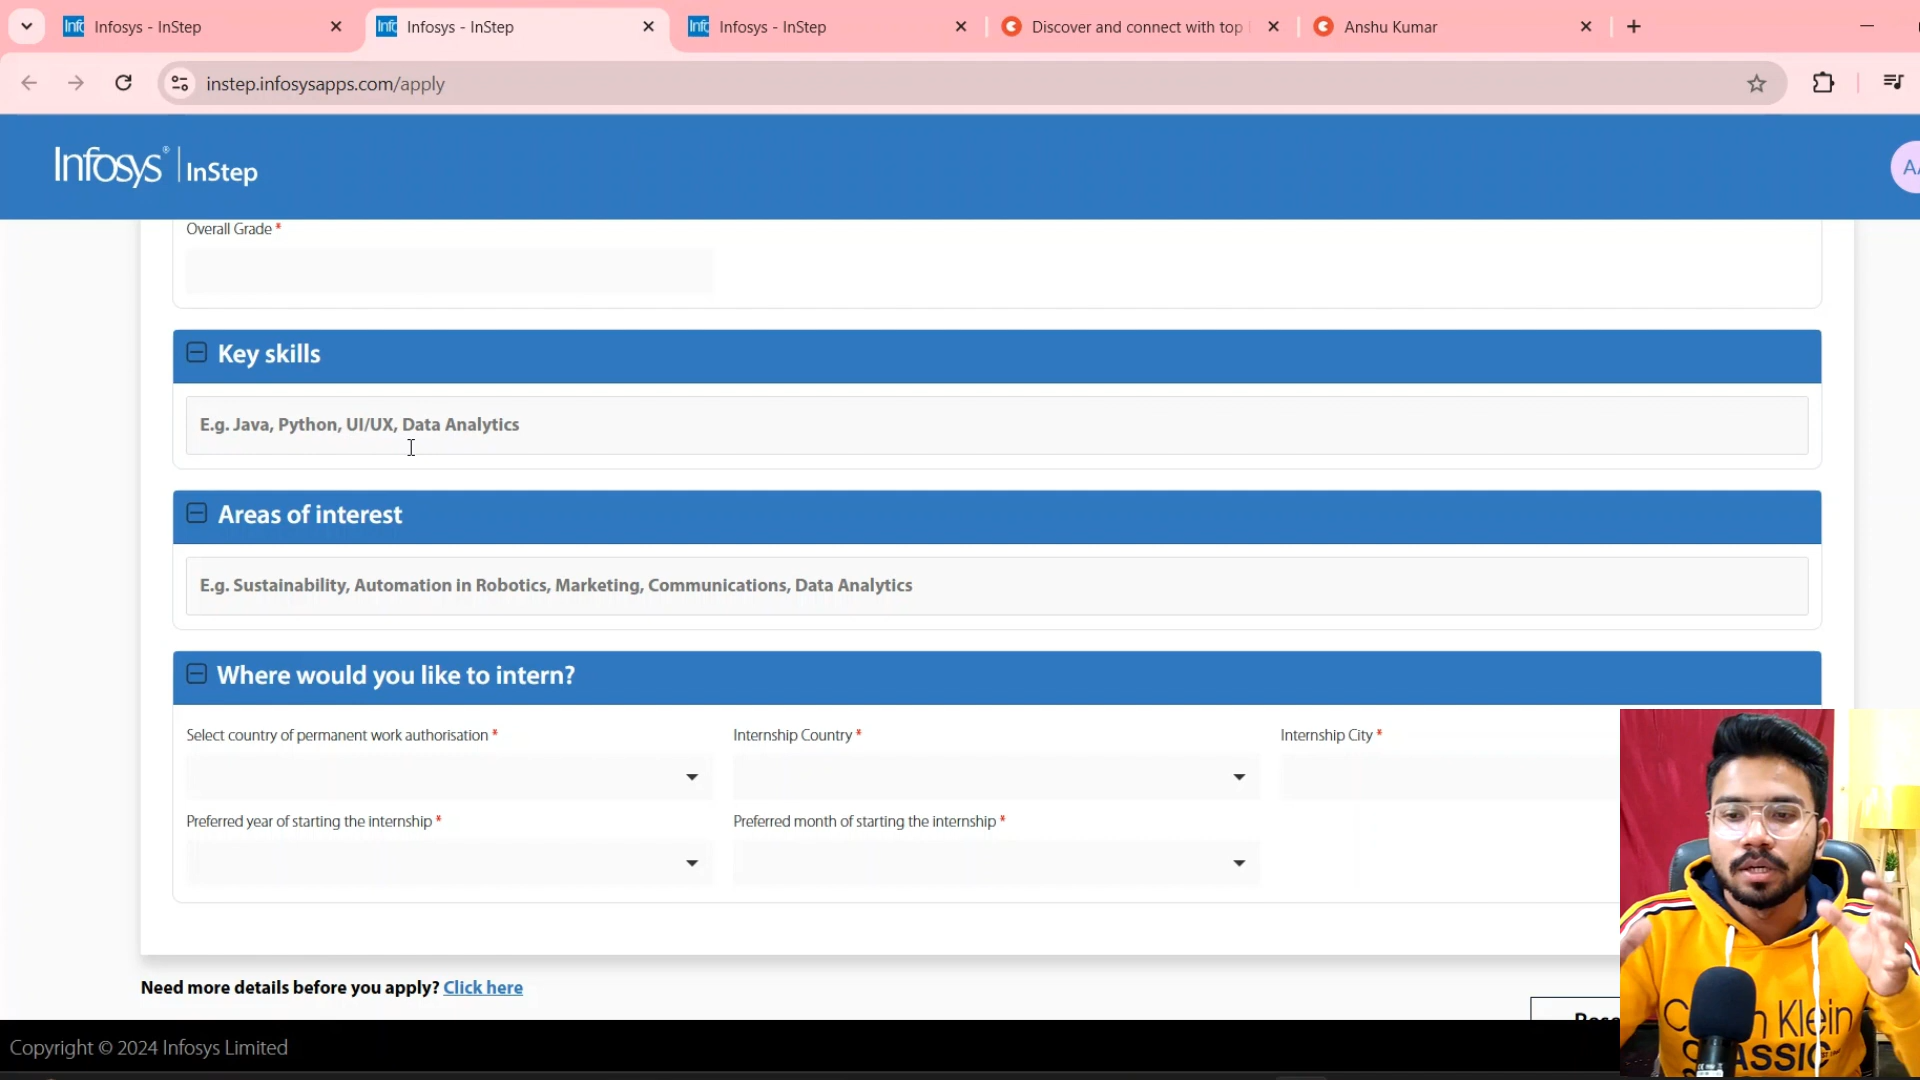 Infosys - InStep
Infosys - InStep
Infosys - InStep
Discover and connect with top
Anshu Kumar
instep.infosysapps.com/apply
Infosys® | InStep
Overall Grade *
Key skills
E.g. Java, Python, UI/UX, Data Analytics
Areas of interest
E.g. Sustainability, Automation in Robotics, Marketing, Communications, Data Analytics
Where would you like to intern?
Select country of permanent work authorisation *
Internship Country *
Internship City *
Preferred year of starting the internship *
Preferred month of starting the internship *
Need more details before you apply? Click here
Copyright © 2024 Infosys Limited
Klein